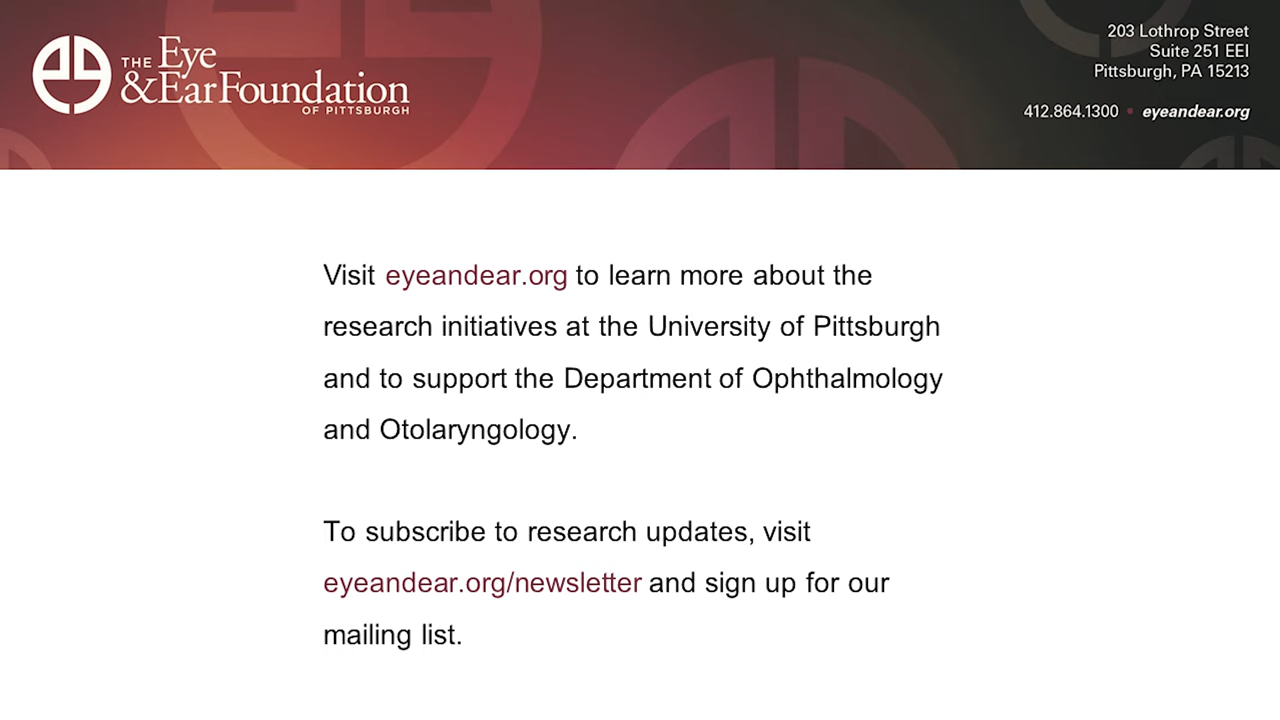 THE Eye
&Ear Foundation
OF PITTSBURGH
203 Lothrop Street
Suite 251 EEI
Pittsburgh, PA 15213
412.864.1300 • eyeandear.org
Visit eyeandear.org to learn more about the
research initiatives at the University of Pittsburgh
and to support the Department of Ophthalmology
and Otolaryngology.
To subscribe to research updates, visit
eyeandear.org/newsletter and sign up for our
mailing list.